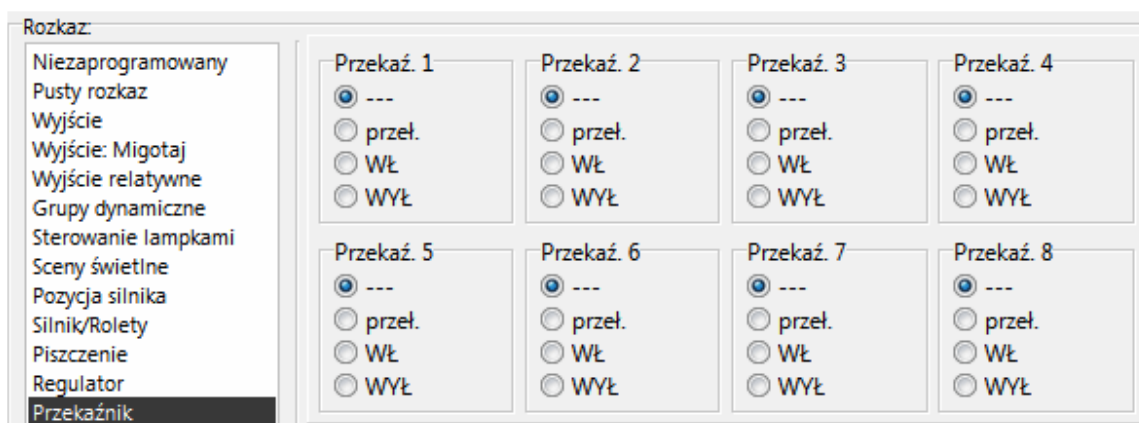 Rozkaz:
Niezaprogramowany
Pusty rozkaz
Wyjście
Wyjście: Migotaj
Wyjście relatywne
Grupy dynamiczne
Sterowanie lampkami
Sceny świetlne
Pozycja silnika
Silnik/Rolety
Piszczenie
Regulator
Przekaźnik
Przekaź. 1
---
przeł.
WŁ
WYŁ
Przekaź. 2
---
przeł.
WŁ
WYŁ
Przekaź. 3
---
przeł.
WŁ
WYŁ
Przekaź. 4
---
przeł.
WŁ
WYŁ
Przekaź. 5
---
przeł.
WŁ
WYŁ
Przekaź. 6
---
przeł.
WŁ
WYŁ
Przekaź. 7
---
przeł.
WŁ
WYŁ
Przekaź. 8
---
przeł.
WŁ
WYŁ